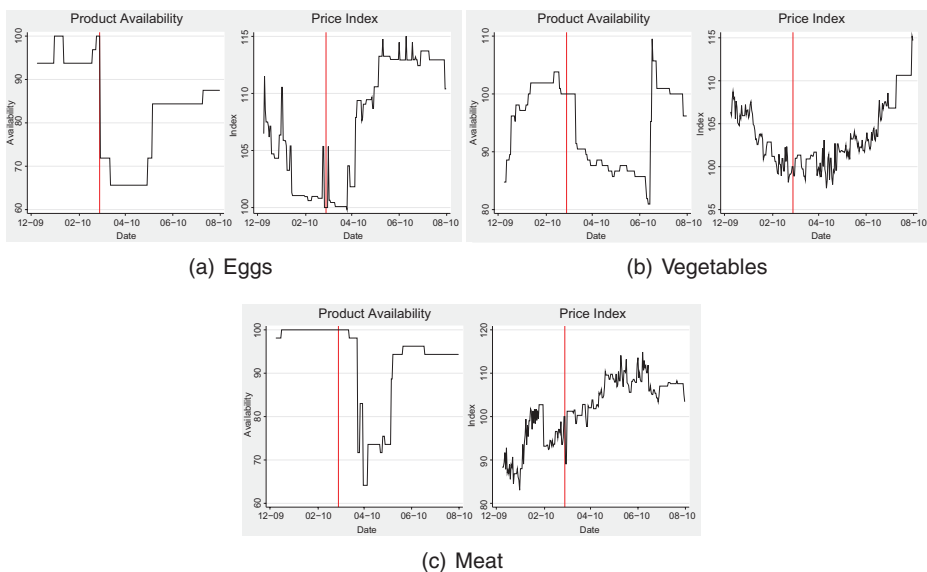 Product Availability
Availability
60 70 80 90 100
12−09 02−10 04−10 06−10 08−10
Date
Price Index
Index
100 105 110 115
12−09 02−10 04−10 06−10 08−10
Date
(a) Eggs
Product Availability
Availability
80 90 100 110
12−09 02−10 04−10 06−10 08−10
Date
Price Index
Index
95 100 105 110 115
12−09 02−10 04−10 06−10 08−10
Date
(b) Vegetables
Product Availability
Availability
60 70 80 90 100
12−09 02−10 04−10 06−10 08−10
Date
Price Index
Index
80 90 100 110 120
12−09 02−10 04−10 06−10 08−10
Date
(c) Meat